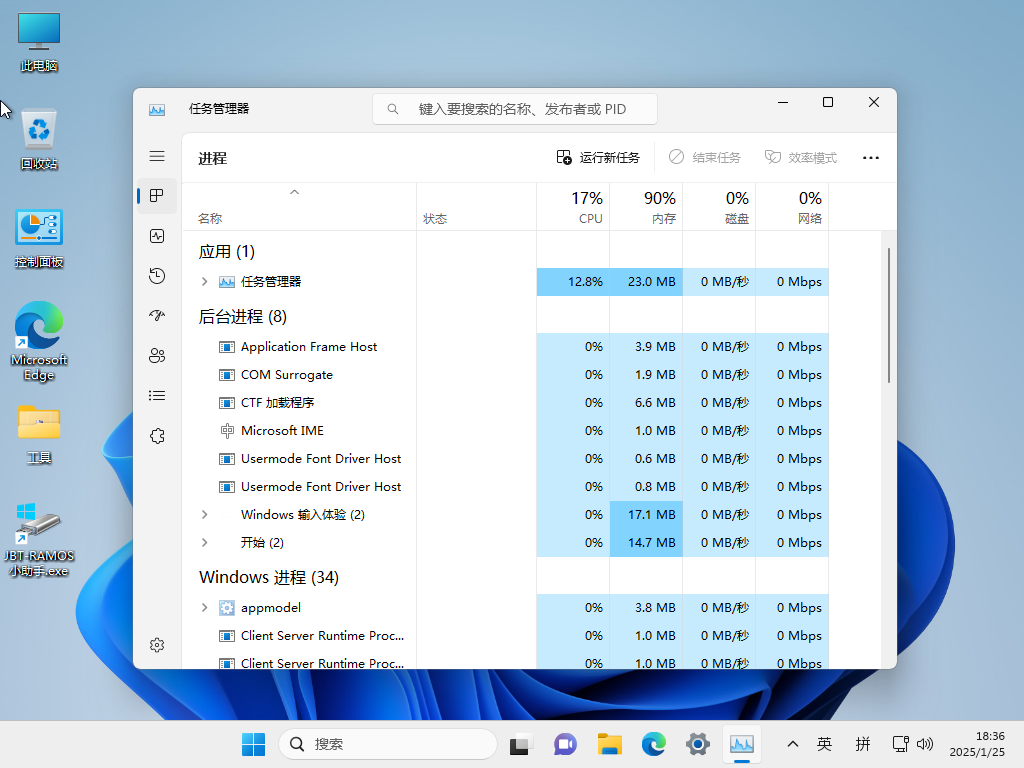 此电脑
回收站
控制面板
Microsoft
Edge
工具
JBT-RAMOS
小助手.exe
任务管理器
键入要搜索的名称、发布者或 PID
进程
运行新任务
结束任务
效率模式
名称
状态
17%
CPU
90%
内存
0%
磁盘
0%
网络
应用 (1)
任务管理器 12.8% 23.0 MB 0 MB/秒 0 Mbps
后台进程 (8)
Application Frame Host 0% 3.9 MB 0 MB/秒 0 Mbps
COM Surrogate 0% 1.9 MB 0 MB/秒 0 Mbps
CTF 加载程序 0% 6.6 MB 0 MB/秒 0 Mbps
Microsoft IME 0% 1.0 MB 0 MB/秒 0 Mbps
Usermode Font Driver Host 0% 0.6 MB 0 MB/秒 0 Mbps
Usermode Font Driver Host 0% 0.8 MB 0 MB/秒 0 Mbps
Windows 输入体验 (2) 0% 17.1 MB 0 MB/秒 0 Mbps
开始 (2) 0% 14.7 MB 0 MB/秒 0 Mbps
Windows 进程 (34)
appmodel 0% 3.8 MB 0 MB/秒 0 Mbps
Client Server Runtime Proc... 0% 1.0 MB 0 MB/秒 0 Mbps
Client Server Runtime Proc... 0% 1.0 MB 0 MB/秒 0 Mbps
搜索
英
拼
18:36
2025/1/25